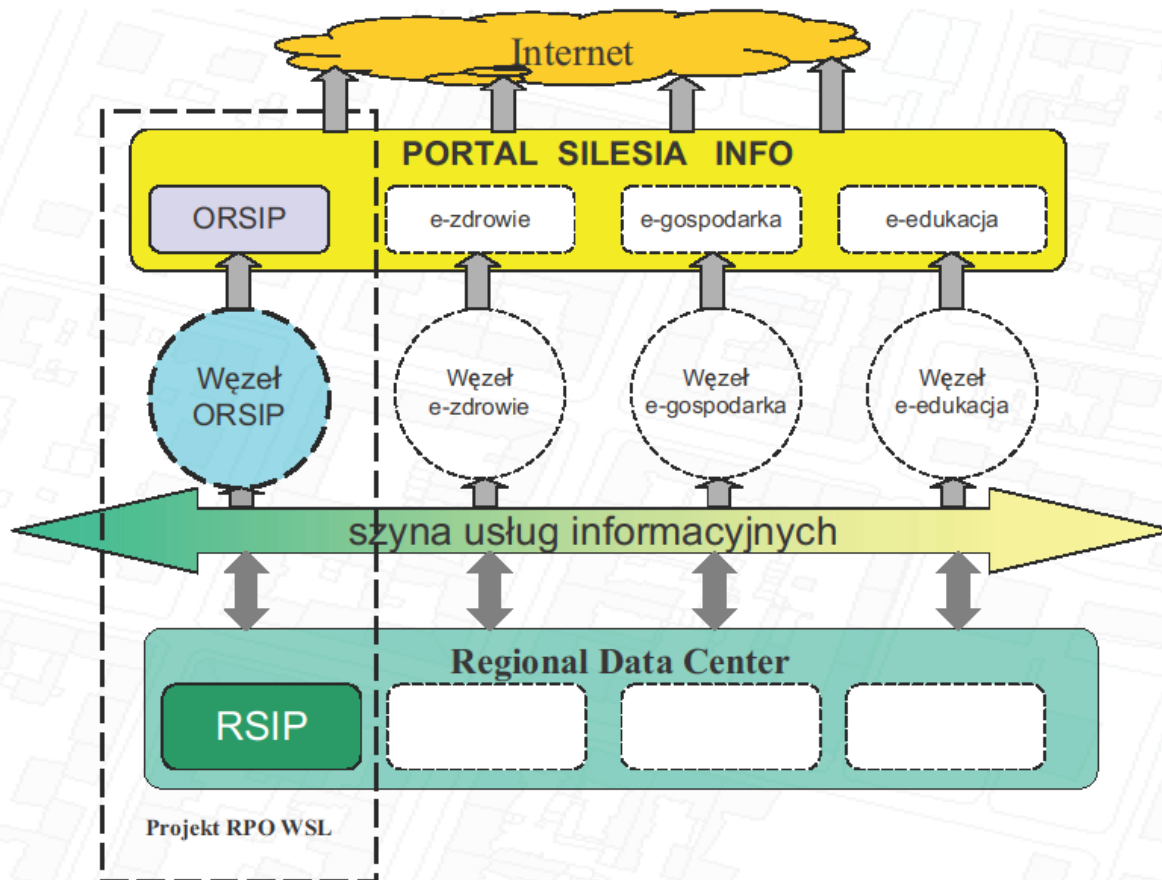 Internet
PORTAL SILESIA INFO
ORSIP
e-zdrowie
e-gospodarka
e-edukacja
Węzeł
ORSIP
Węzeł
e-zdrowie
Węzeł
e-gospodarka
Węzeł
e-edukacja
szyna usług informacyjnych
Regional Data Center
RSIP
Projekt RPO WSL